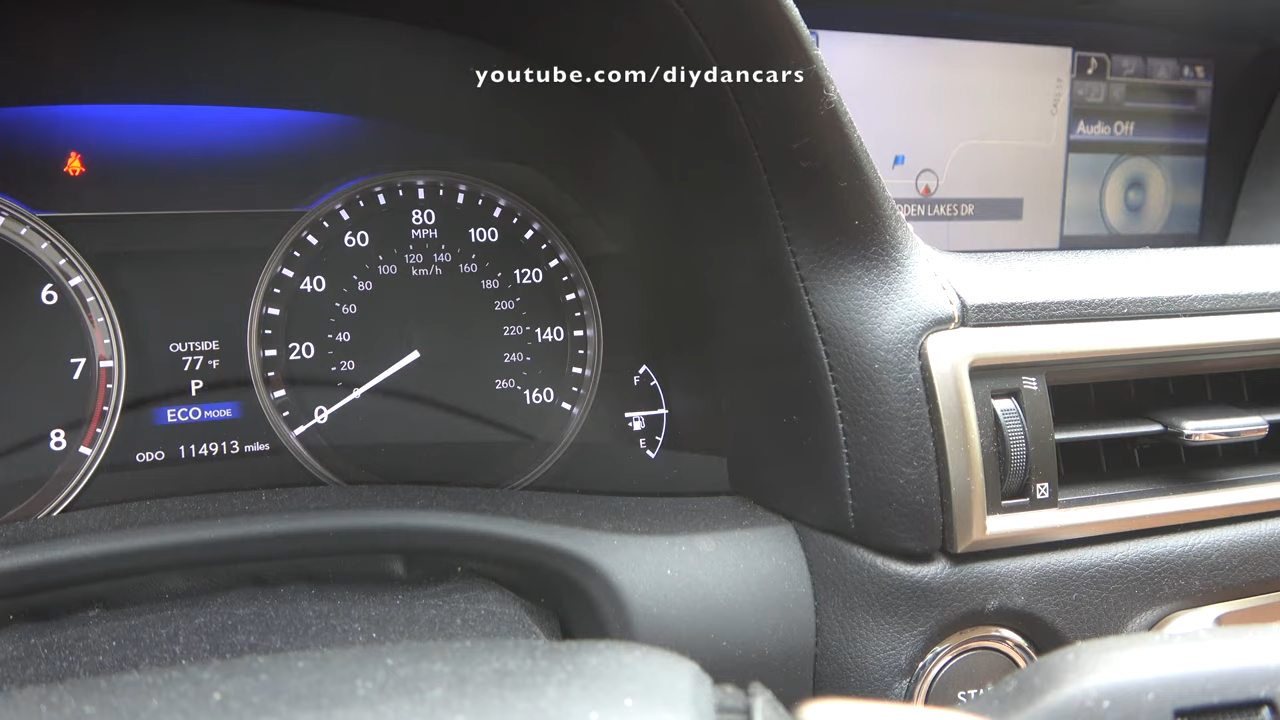 youtube.com/diydancars
Audio Off
DDEN LAKES DR
6
7
8
OUTSIDE
77 °F
P
ECO MODE
ODO 114913 miles
0
20
40
60
80
100
120
140
160
MPH
20
40
60
80
100
120
140
160
180
200
220
240
260
km/h
0
F
E